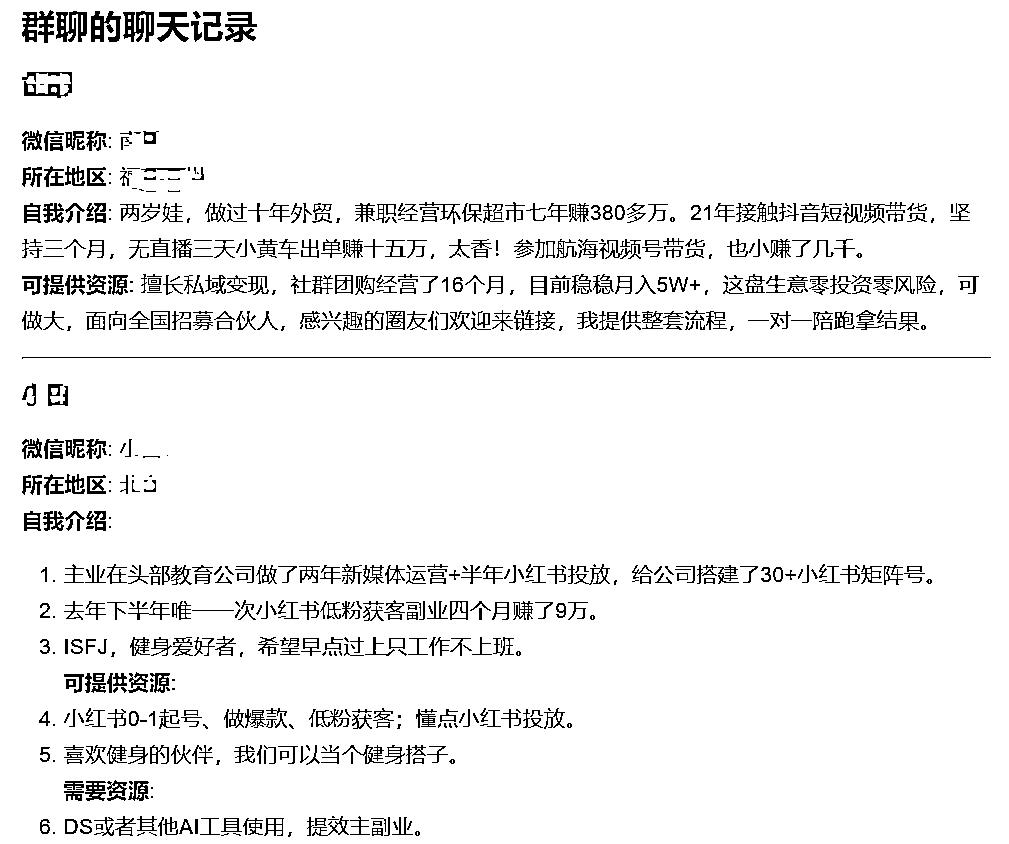 群聊的聊天记录
微信昵称:
所在地区:
自我介绍: 两岁娃，做过十年外贸，兼职经营环保超市七年赚380多万。21年接触抖音短视频带货，坚
持三个月，无直播三天小黄车出单赚十五万，太香！参加航海视频号带货，也小赚了几千。
可提供资源: 擅长私域变现，社群团购经营了16个月，目前稳稳月入5W+，这盘生意零投资零风险，可
做大，面向全国招募合伙人，感兴趣的圈友们欢迎来链接，我提供整套流程，一对一陪跑拿结果。
微信昵称: 小
所在地区: 北
自我介绍:
1. 主业在头部教育公司做了两年新媒体运营+半年小红书投放，给公司搭建了30+小红书矩阵号。
2. 去年下半年唯一一次小红书低粉获客副业四个月赚了9万。
3. ISFJ，健身爱好者，希望早点过上只工作不上班。
可提供资源:
4. 小红书0-1起号、做爆款、低粉获客；懂点小红书投放。
5. 喜欢健身的伙伴，我们可以当个健身搭子。
需要资源:
6. DS或者其他AI工具使用，提效主副业。